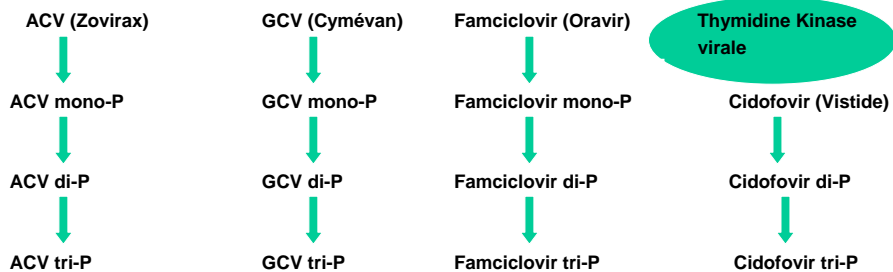 ACV (Zovirax)
GCV (Cymévan)
Famciclovir (Oravir)
Thymidine Kinase
virale
ACV mono-P
GCV mono-P
Famciclovir mono-P
Cidofovir (Vistide)
ACV di-P
GCV di-P
Famciclovir di-P
Cidofovir di-P
ACV tri-P
GCV tri-P
Famciclovir tri-P
Cidofovir tri-P